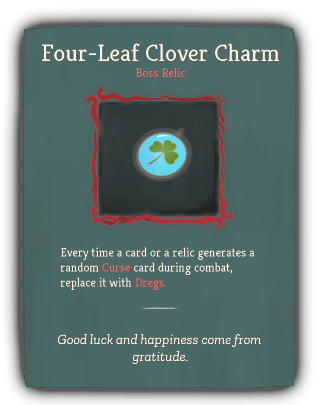 Four-Leaf Clover Charm
Boss Relic
Every time a card or a relic generates a
random Curse card during combat,
replace it with Dregs.
Good luck and happiness come from
gratitude.